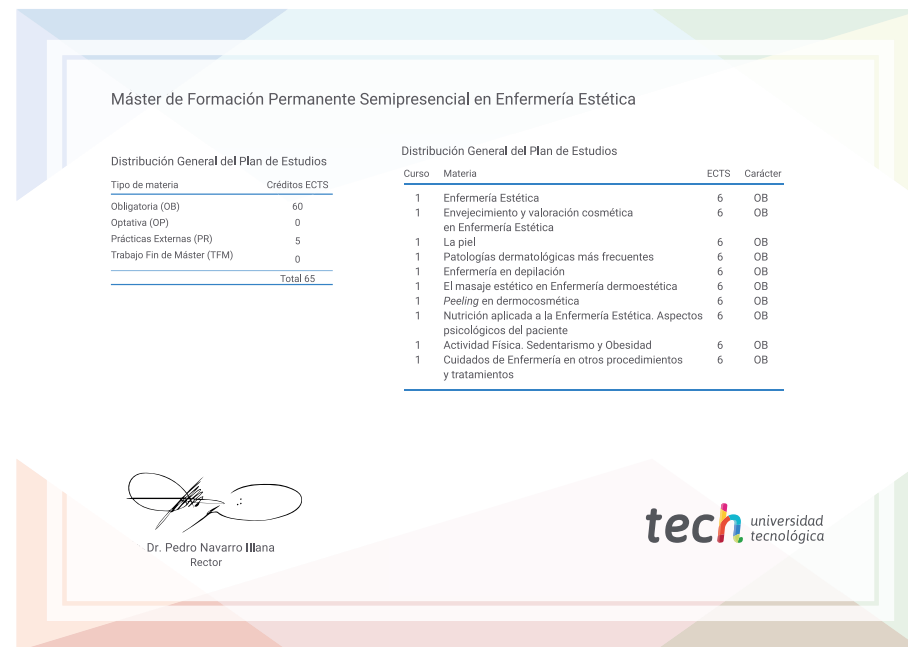 Máster de Formación Permanente Semipresencial en Enfermería Estética
Distribución General del Plan de Estudios
Tipo de materia Créditos ECTS
Obligatoria (OB) 60
Optativa (OP) 0
Prácticas Externas (PR) 5
Trabajo Fin de Máster (TFM) 0
Total 65
Distribución General del Plan de Estudios
Curso Materia ECTS Carácter
1 Enfermería Estética 6 OB
1 Envejecimiento y valoración cosmética 6 OB
en Enfermería Estética
1 La piel 6 OB
1 Patologías dermatológicas más frecuentes 6 OB
1 Enfermería en depilación 6 OB
1 El masaje estético en Enfermería dermoestética 6 OB
1 Peeling en dermocosmética 6 OB
1 Nutrición aplicada a la Enfermería Estética. Aspectos 6 OB
psicológicos del paciente
1 Actividad Física. Sedentarismo y Obesidad 6 OB
1 Cuidados de Enfermería en otros procedimientos 6 OB
y tratamientos
Dr. Pedro Navarro Illana
Rector
tech universidad
tecnológica